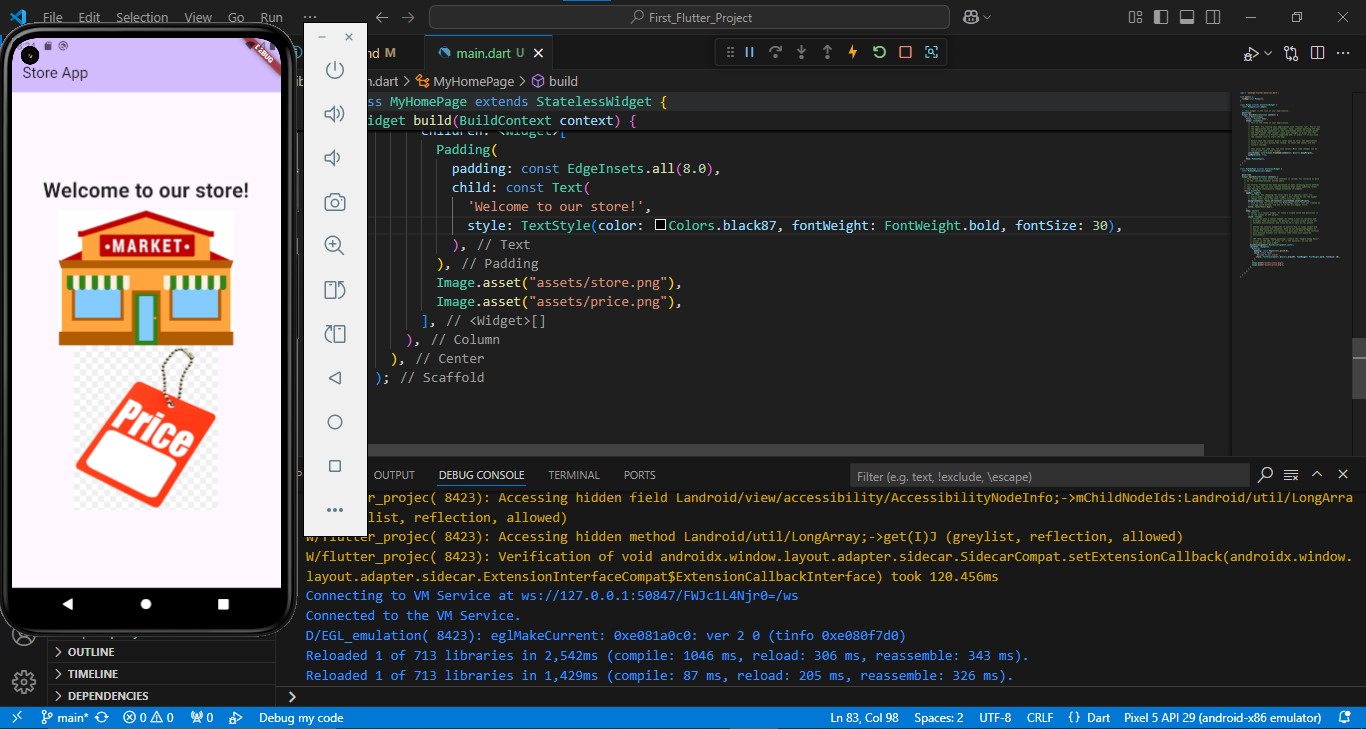 File Edit Selection View Go Run ···
First_Flutter_Project
DEBUG
Store App
Welcome to our store!
MARKET
Price
nd M
main.dart U
n.dart > MyHomePage > build
ss MyHomePage extends StatelessWidget {
idget build(BuildContext context) {
children: <Widget>[
Padding(
padding: const EdgeInsets.all(8.0),
child: const Text(
'Welcome to our store!',
style: TextStyle(color: Colors.black87, fontWeight: FontWeight.bold, fontSize: 30),
), // Text
), // Padding
Image.asset("assets/store.png"),
Image.asset("assets/price.png"),
], // <Widget>[]
), // Column
), // Center
); // Scaffold
OUTPUT DEBUG CONSOLE TERMINAL PORTS
Filter (e.g. text, !exclude, \escape)
r_projec( 8423): Accessing hidden field Landroid/view/accessibility/AccessibilityNodeInfo;->mChildNodeIds:Landroid/util/LongArra
list, reflection, allowed)
W/flutter_projec( 8423): Accessing hidden method Landroid/util/LongArray;->get(I)J (greylist, reflection, allowed)
W/flutter_projec( 8423): Verification of void androidx.window.layout.adapter.sidecar.SidecarCompat.setExtensionCallback(androidx.window.
layout.adapter.sidecar.ExtensionInterfaceCompat$ExtensionCallbackInterface) took 120.456ms
Connecting to VM Service at ws://127.0.0.1:50847/FWJc1L4Njr0=/ws
Connected to the VM Service.
D/EGL_emulation( 8423): eglMakeCurrent: 0xe081a0c0: ver 2 0 (tinfo 0xe080f7d0)
Reloaded 1 of 713 libraries in 2,542ms (compile: 1046 ms, reload: 306 ms, reassemble: 343 ms).
Reloaded 1 of 713 libraries in 1,429ms (compile: 87 ms, reload: 205 ms, reassemble: 326 ms).
OUTLINE
TIMELINE
DEPENDENCIES
main* 0 0 0 Debug my code Ln 83, Col 98 Spaces: 2 UTF-8 CRLF {} Dart Pixel 5 API 29 (android-x86 emulator)